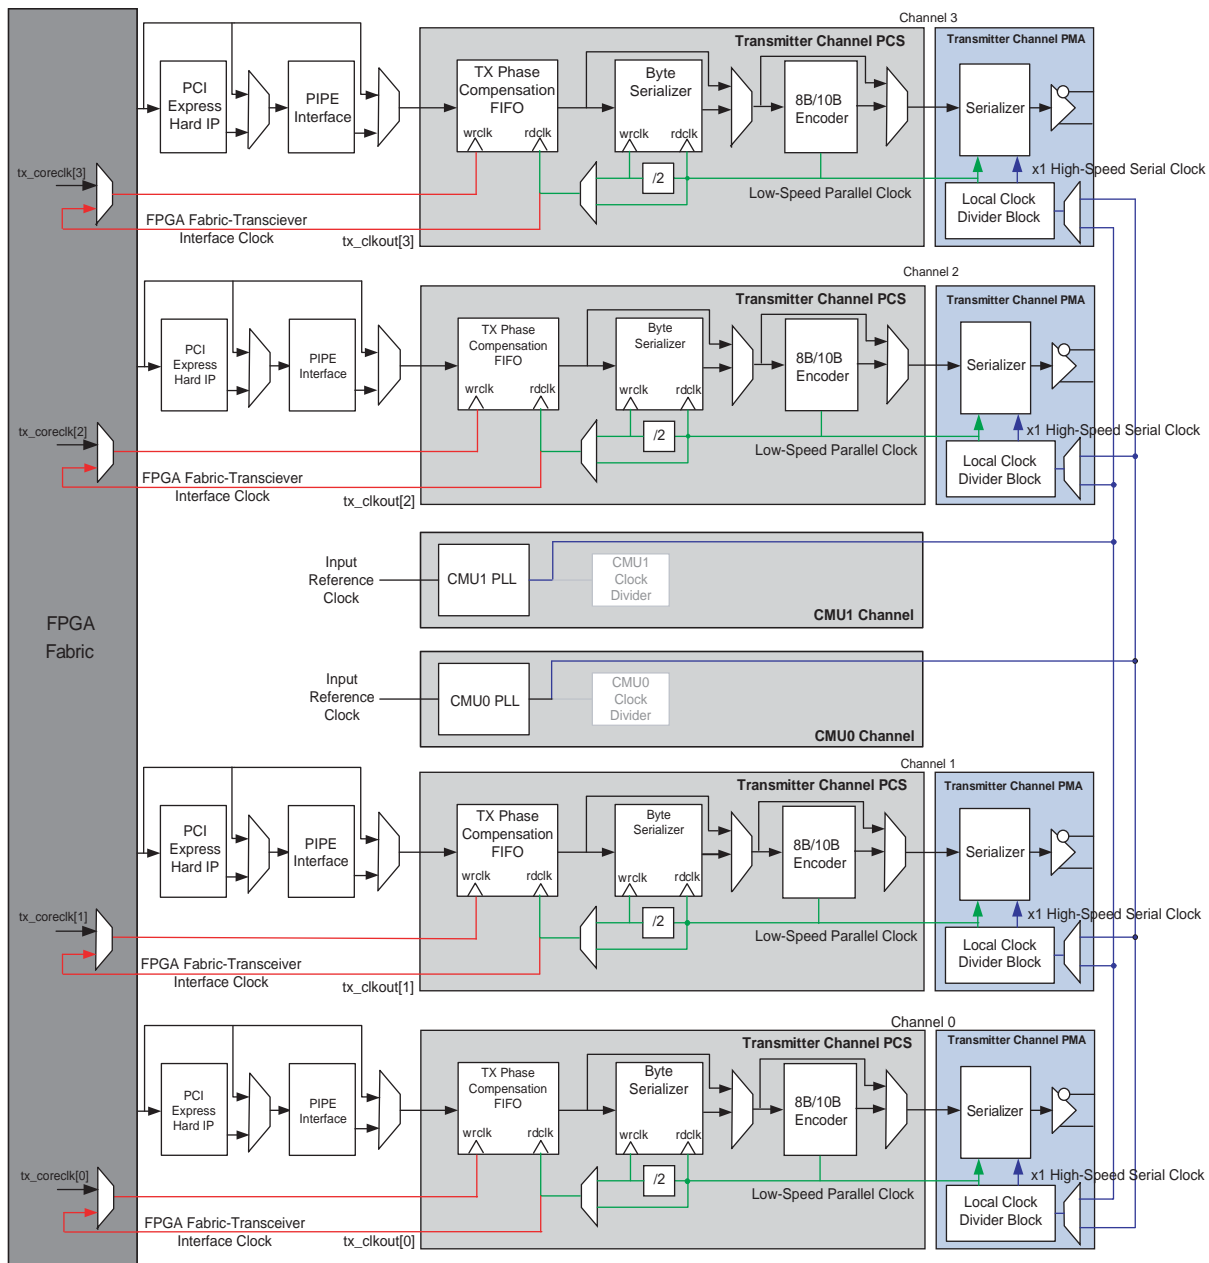 Channel 3
Transmitter Channel PCS
Transmitter Channel PMA
PCI
Express
Hard IP
PIPE
Interface
TX Phase
Compensation
FIFO
wrclk
rdclk
Byte
Serializer
wrclk
rdclk
/2
8B/10B
Encoder
Serializer
tx_coreclk[3]
x1 High-Speed Serial Clock
Low-Speed Parallel Clock
Local Clock
Divider Block
FPGA Fabric-Transciever
Interface Clock
tx_clkout[3]
Channel 2
Transmitter Channel PCS
Transmitter Channel PMA
PCI
Express
Hard IP
PIPE
Interface
TX Phase
Compensation
FIFO
wrclk
rdclk
Byte
Serializer
wrclk
rdclk
/2
8B/10B
Encoder
Serializer
tx_coreclk[2]
x1 High-Speed Serial Clock
Low-Speed Parallel Clock
Local Clock
Divider Block
FPGA Fabric-Transciever
Interface Clock
tx_clkout[2]
Input
Reference
Clock
CMU1 PLL
CMU1
Clock
Divider
CMU1 Channel
FPGA
Fabric
Input
Reference
Clock
CMU0 PLL
CMU0
Clock
Divider
CMU0 Channel
Channel 1
Transmitter Channel PCS
Transmitter Channel PMA
PCI
Express
Hard IP
PIPE
Interface
TX Phase
Compensation
FIFO
wrclk
rdclk
Byte
Serializer
wrclk
rdclk
/2
8B/10B
Encoder
Serializer
tx_coreclk[1]
x1 High-Speed Serial Clock
Low-Speed Parallel Clock
Local Clock
Divider Block
FPGA Fabric-Transceiver
Interface Clock
tx_clkout[1]
Channel 0
Transmitter Channel PCS
Transmitter Channel PMA
PCI
Express
Hard IP
PIPE
Interface
TX Phase
Compensation
FIFO
wrclk
rdclk
Byte
Serializer
wrclk
rdclk
/2
8B/10B
Encoder
Serializer
tx_coreclk[0]
x1 High-Speed Serial Clock
Low-Speed Parallel Clock
Local Clock
Divider Block
FPGA Fabric-Transceiver
Interface Clock
tx_clkout[0]